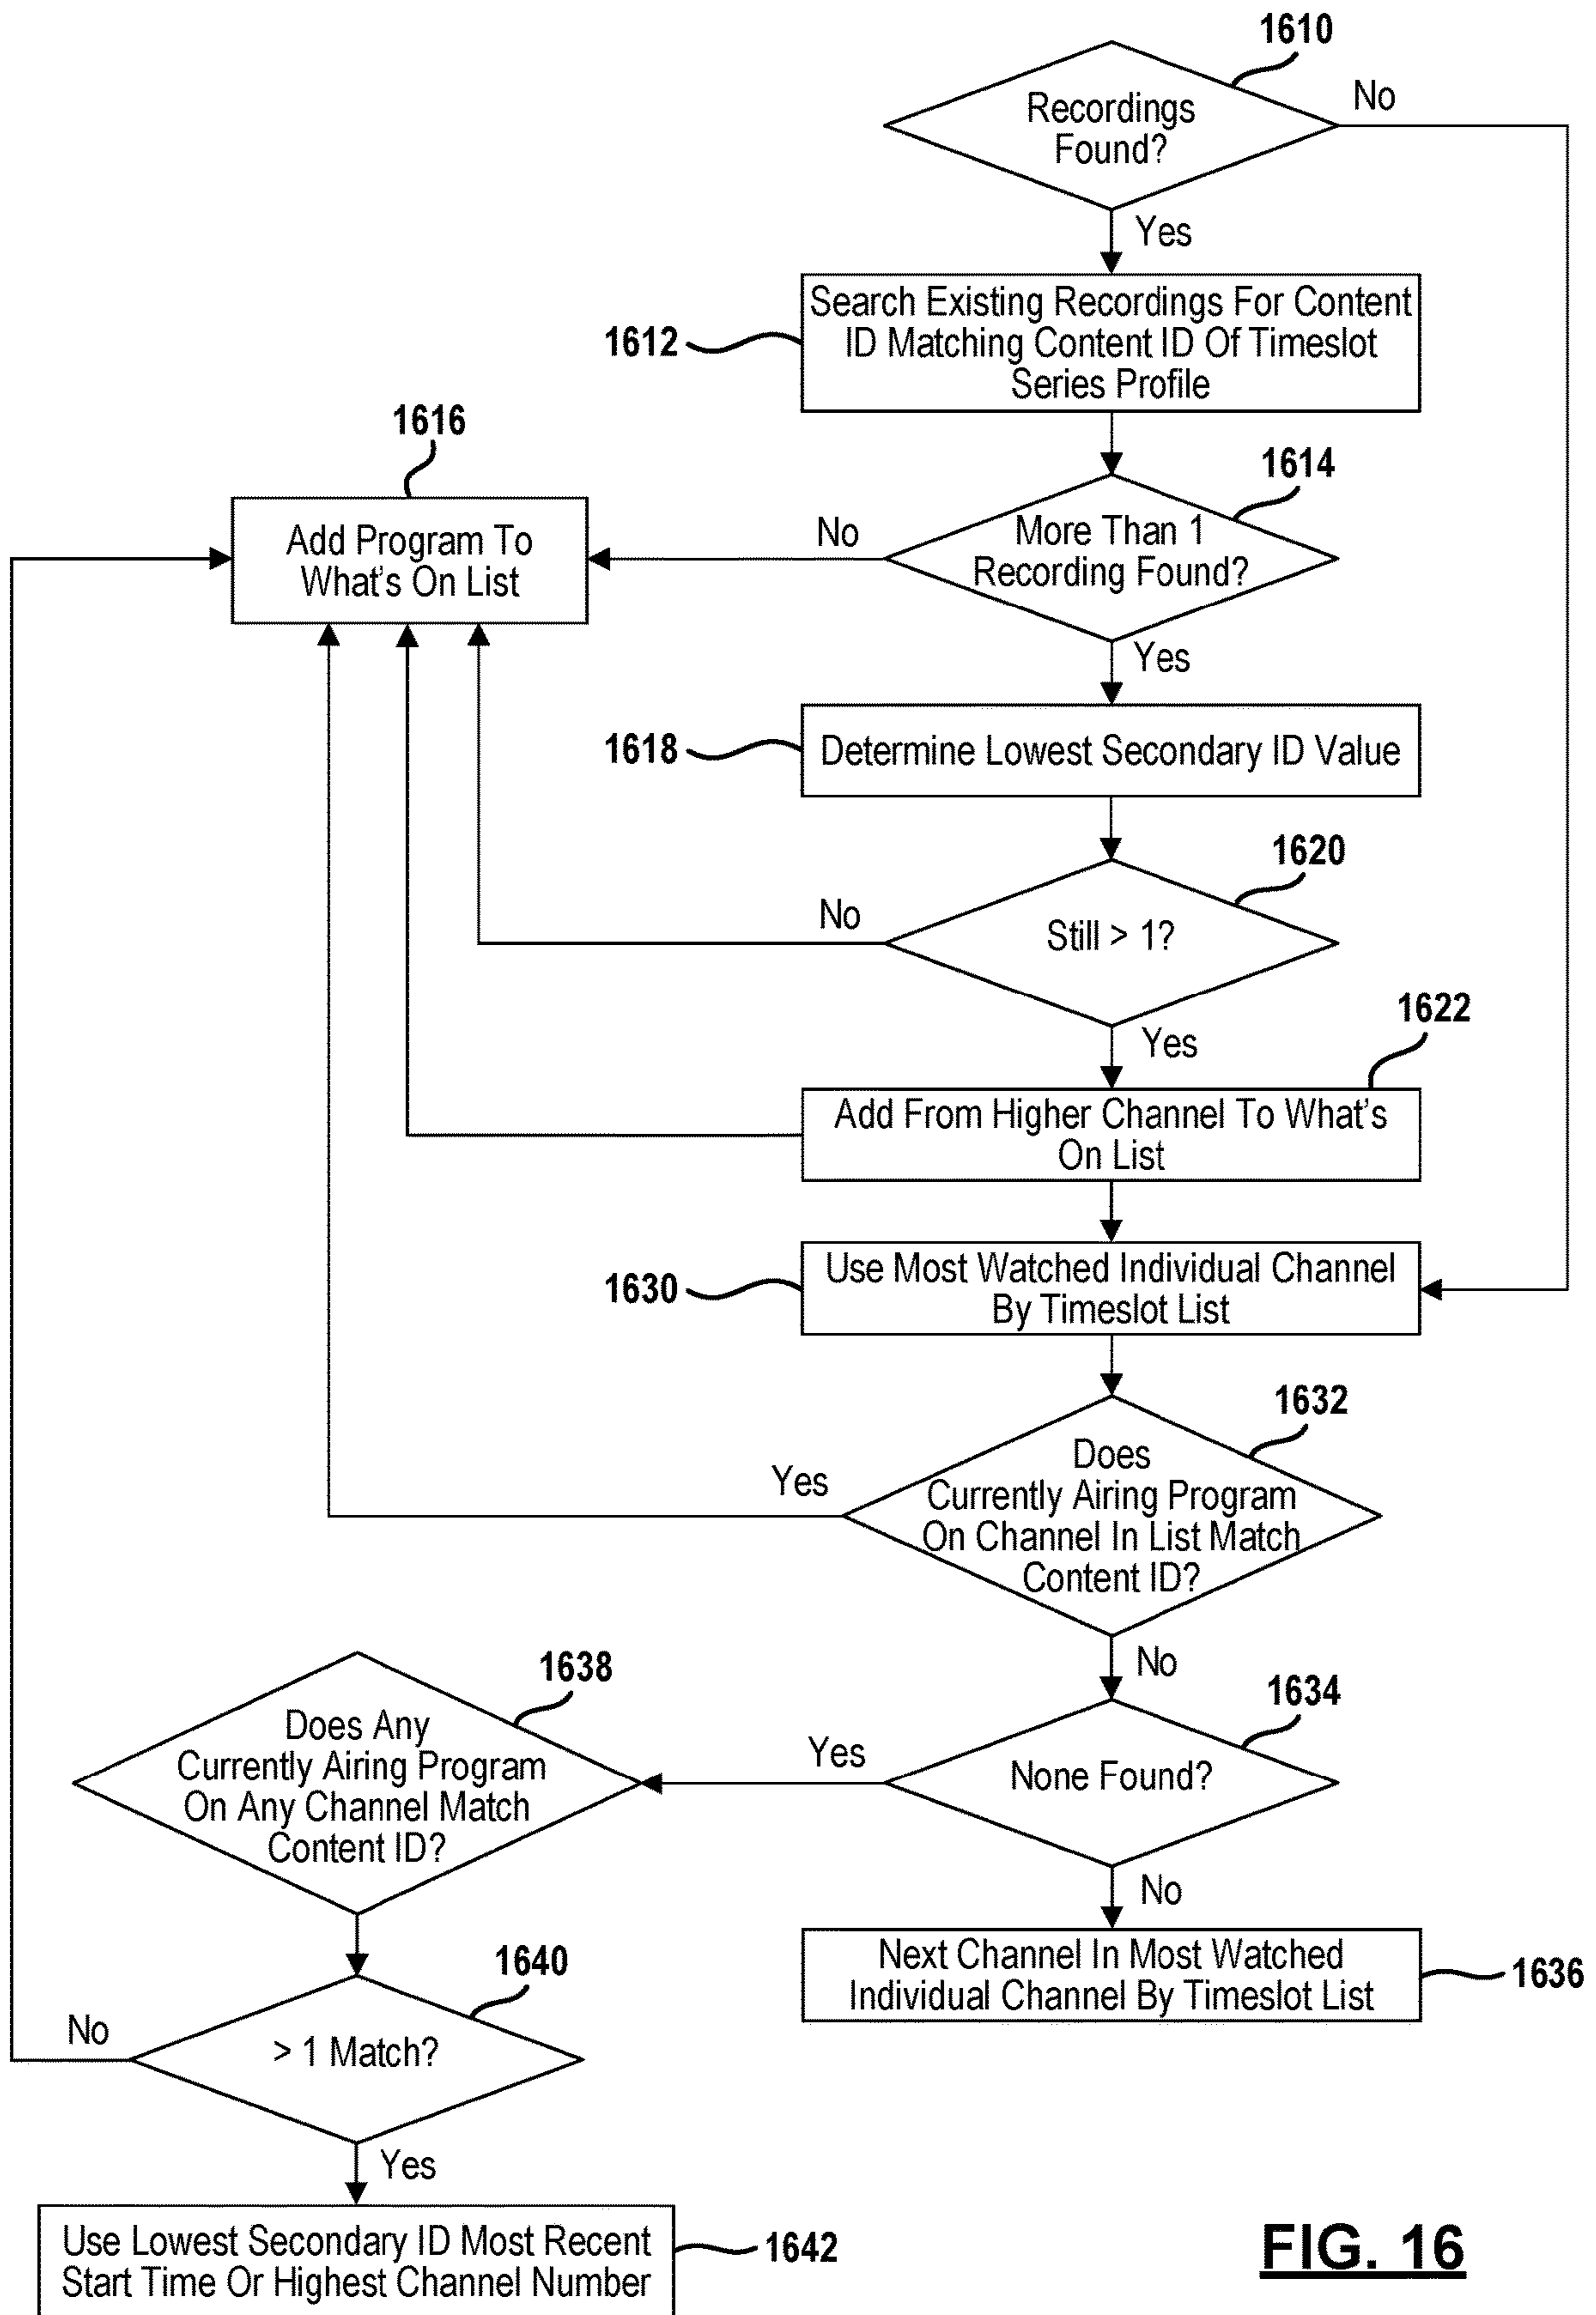 1610
Recordings
Found?
No
Yes
Search Existing Recordings For Content
ID Matching Content ID Of Timeslot
Series Profile
1612
1616
Add Program To
What's On List
1614
More Than 1
Recording Found?
No
Yes
1618
Determine Lowest Secondary ID Value
1620
Still > 1?
No
Yes
1622
Add From Higher Channel To What's
On List
1630
Use Most Watched Individual Channel
By Timeslot List
1632
Does
Currently Airing Program
On Channel In List Match
Content ID?
Yes
No
1634
None Found?
Yes
No
1638
Does Any
Currently Airing Program
On Any Channel Match
Content ID?
Next Channel In Most Watched
Individual Channel By Timeslot List
1636
1640
> 1 Match?
No
Yes
Use Lowest Secondary ID Most Recent
Start Time Or Highest Channel Number
1642
FIG. 16